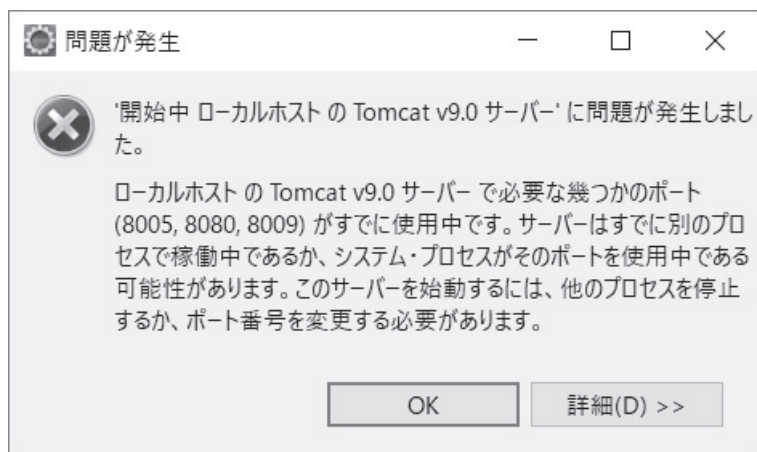 問題が発生
'開始中 ローカルホスト の Tomcat v9.0 サーバー' に問題が発生しまし
た。
ローカルホスト の Tomcat v9.0 サーバー で必要な幾つかのポート
(8005, 8080, 8009) がすでに使用中です。サーバーはすでに別のプロ
セスで稼働中であるか、システム・プロセスがそのポートを使用中である
可能性があります。このサーバーを始動するには、他のプロセスを停止
するか、ポート番号を変更する必要があります。
OK
詳細(D) >>